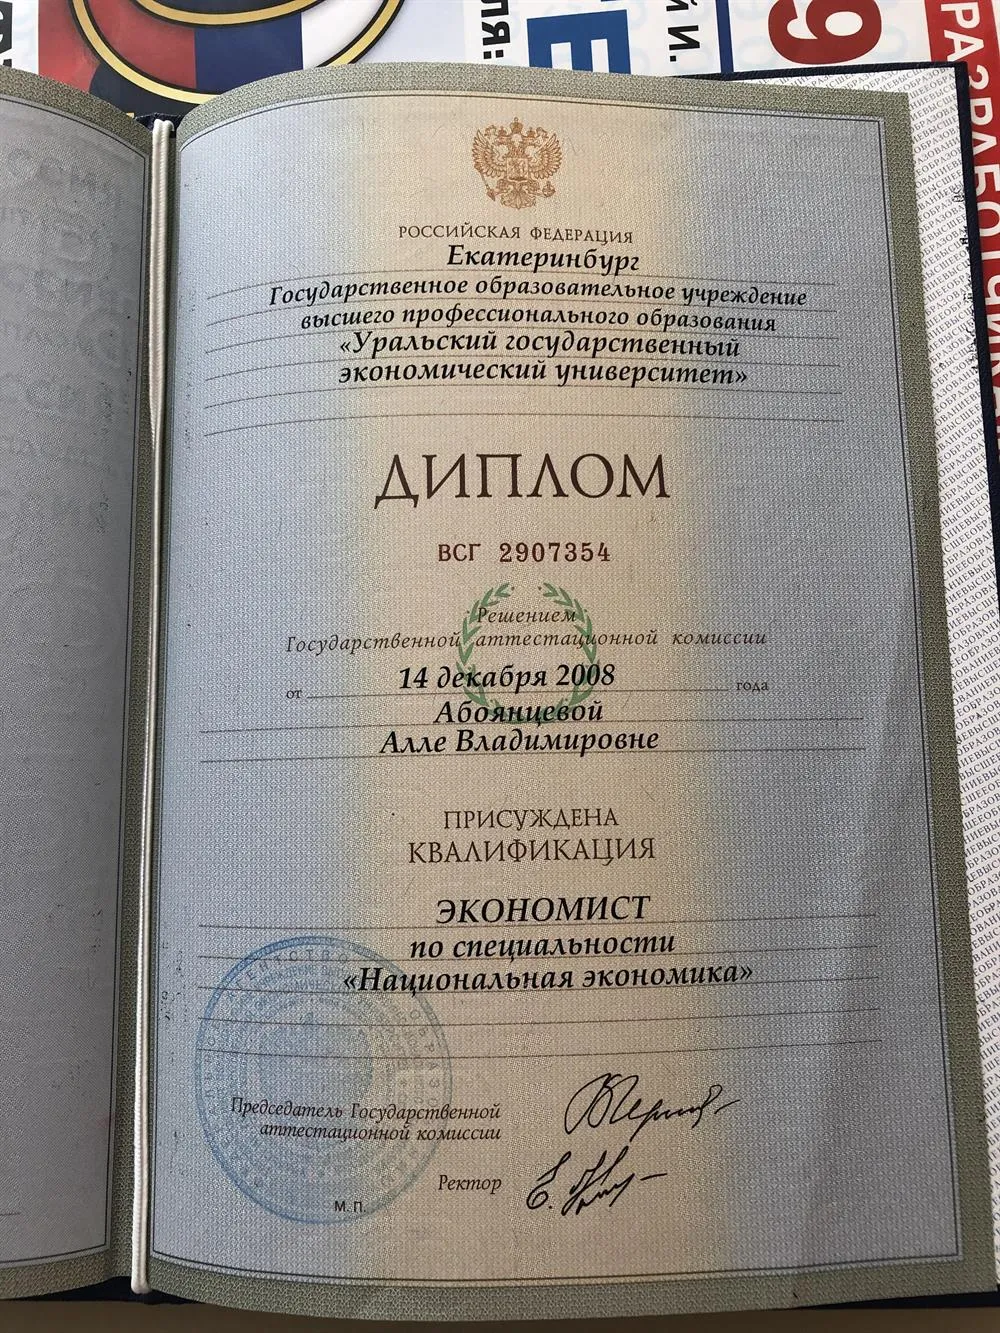 РОССИЙСКАЯ ФЕДЕРАЦИЯ
Екатеринбург
Государственное образовательное учреждение
высшего профессионального образования
«Уральский государственный
экономический университет»
ДИПЛОМ
ВСГ 2907354
Решением
Государственной аттестационной комиссии
от 14 декабря 2008 года
Абоянцевой
Алле Владимировне
ПРИСУЖДЕНА
КВАЛИФИКАЦИЯ
ЭКОНОМИСТ
по специальности
«Национальная экономика»
Председатель Государственной
аттестационной комиссии
Ректор
М. П.